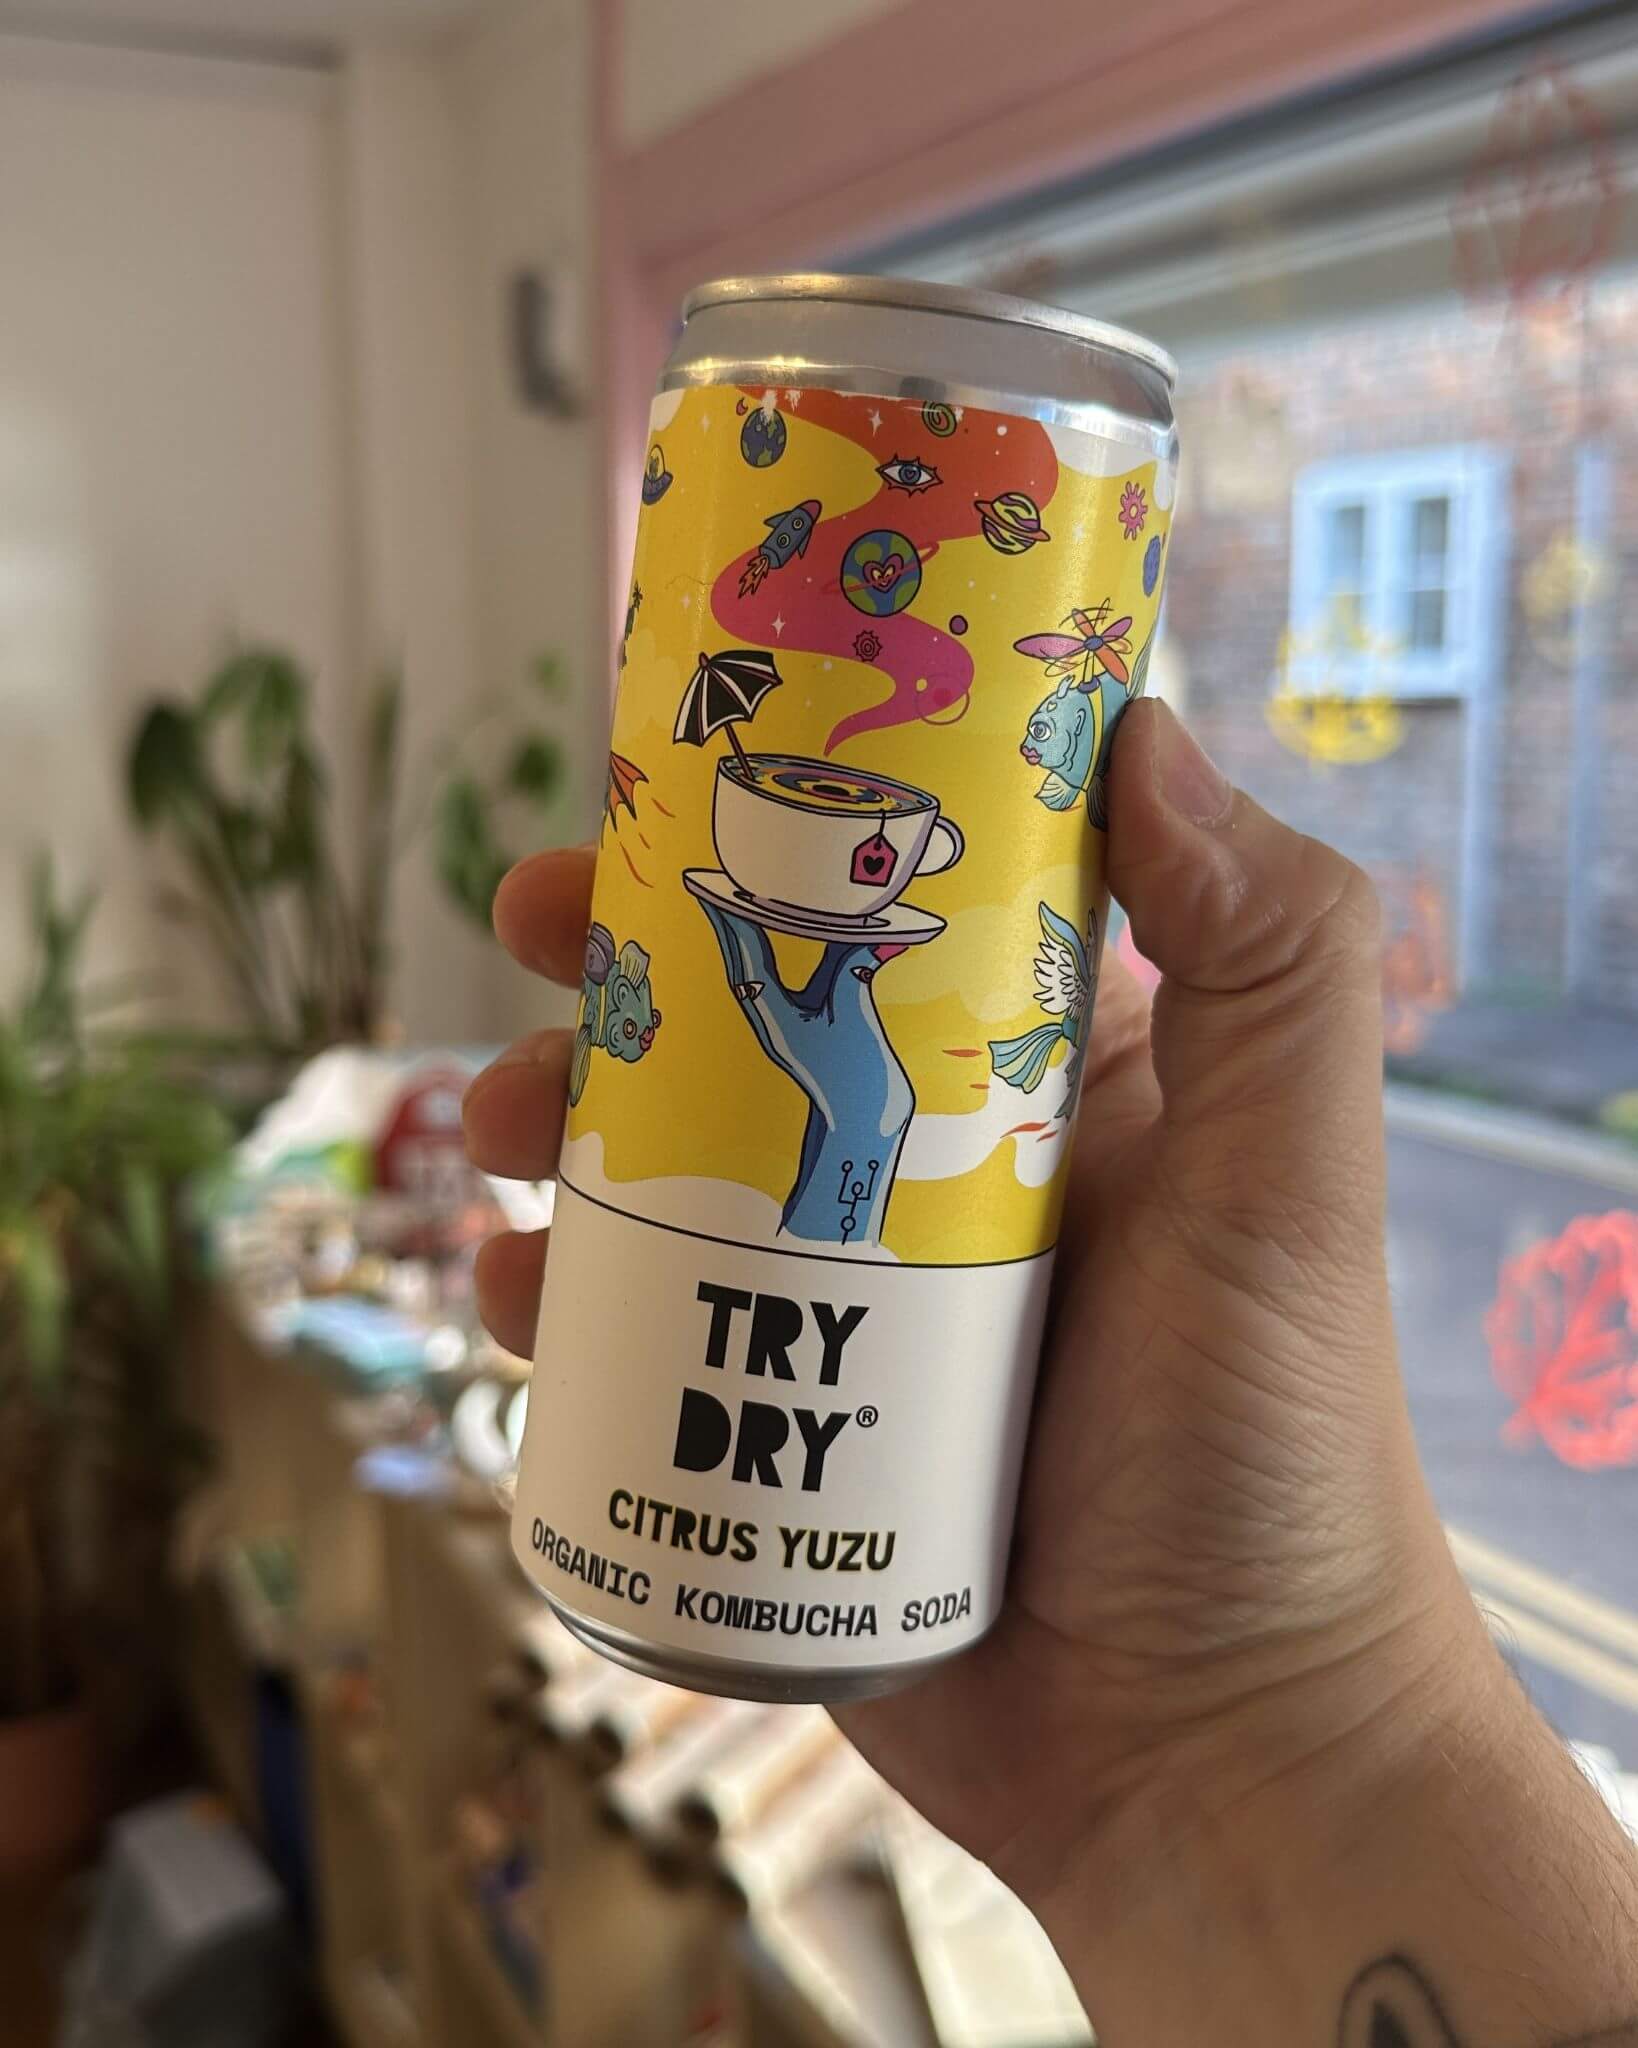 TRY
DRY®
CITRUS YUZU
ORGANIC KOMBUCHA SODA